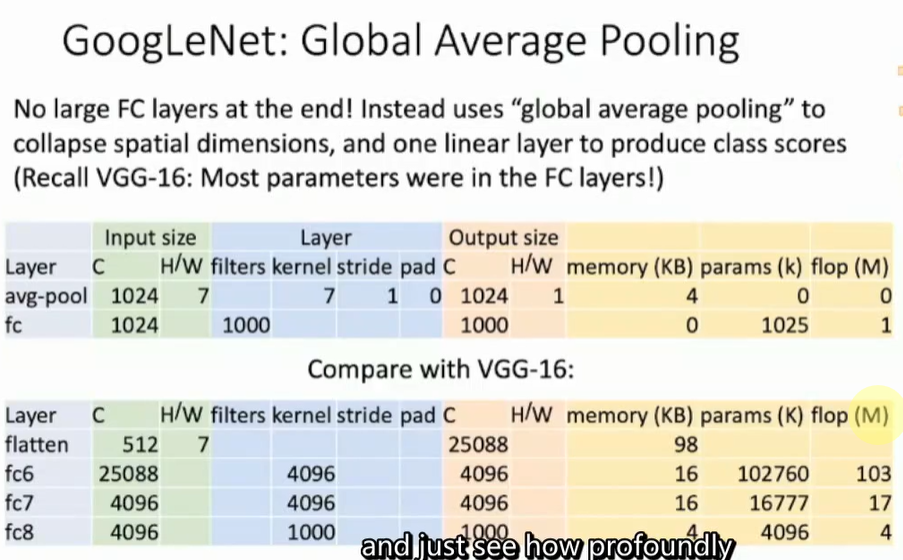 GoogLeNet: Global Average Pooling
No large FC layers at the end! Instead uses “global average pooling” to
collapse spatial dimensions, and one linear layer to produce class scores
(Recall VGG-16: Most parameters were in the FC layers!)
Input size Layer Output size
Layer C H/W filters kernel stride pad C H/W memory (KB) params (k) flop (M)
avg-pool 1024 7 7 1 0 1024 1 4 0 0
fc 1024 1000 1000 0 1025 1
Compare with VGG-16:
Layer C H/W filters kernel stride pad C H/W memory (KB) params (K) flop (M)
flatten 512 7 25088 98
fc6 25088 4096 4096 16 102760 103
fc7 4096 4096 4096 16 16777 17
fc8 4096 1000 1000 4 4096 4
and just see how profoundly